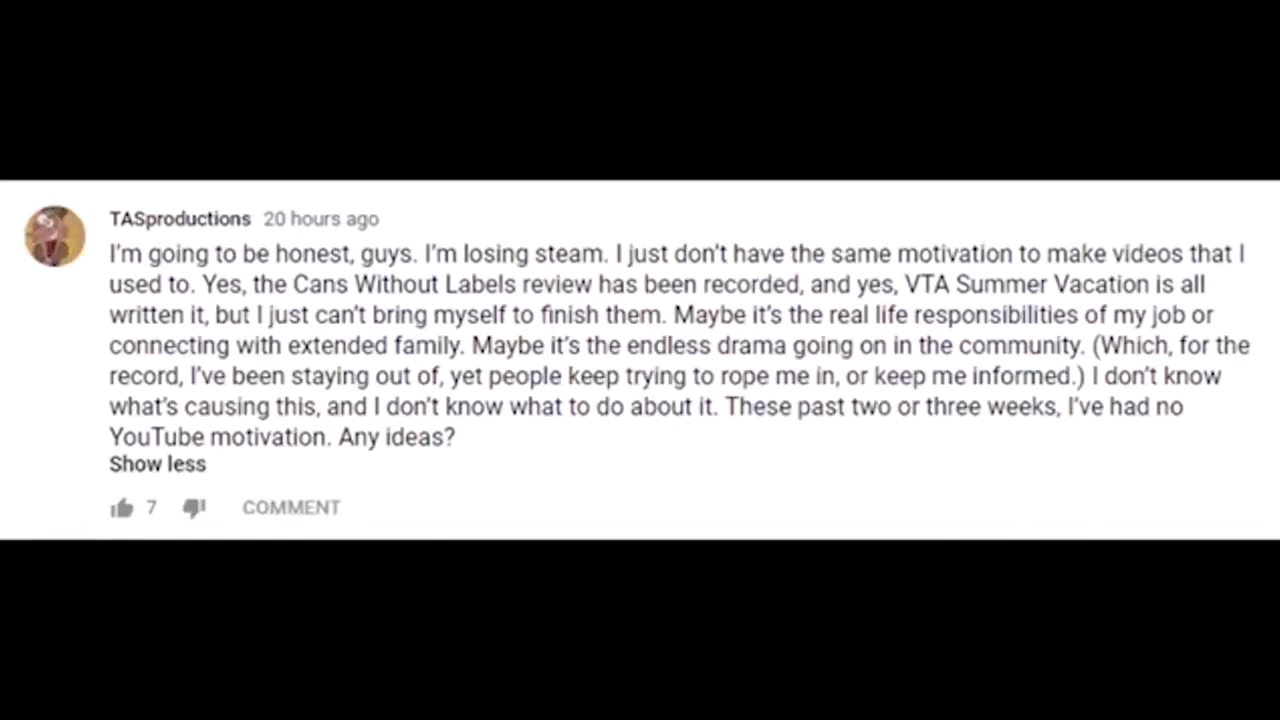 TASproductions 20 hours ago
I'm going to be honest, guys. I'm losing steam. I just don't have the same motivation to make videos that I
used to. Yes, the Cans Without Labels review has been recorded, and yes, VTA Summer Vacation is all
written it, but I just can't bring myself to finish them. Maybe it's the real life responsibilities of my job or
connecting with extended family. Maybe it's the endless drama going on in the community. (Which, for the
record, I've been staying out of, yet people keep trying to rope me in, or keep me informed.) I don't know
what's causing this, and I don't know what to do about it. These past two or three weeks, I've had no
YouTube motivation. Any ideas?
Show less
7 COMMENT